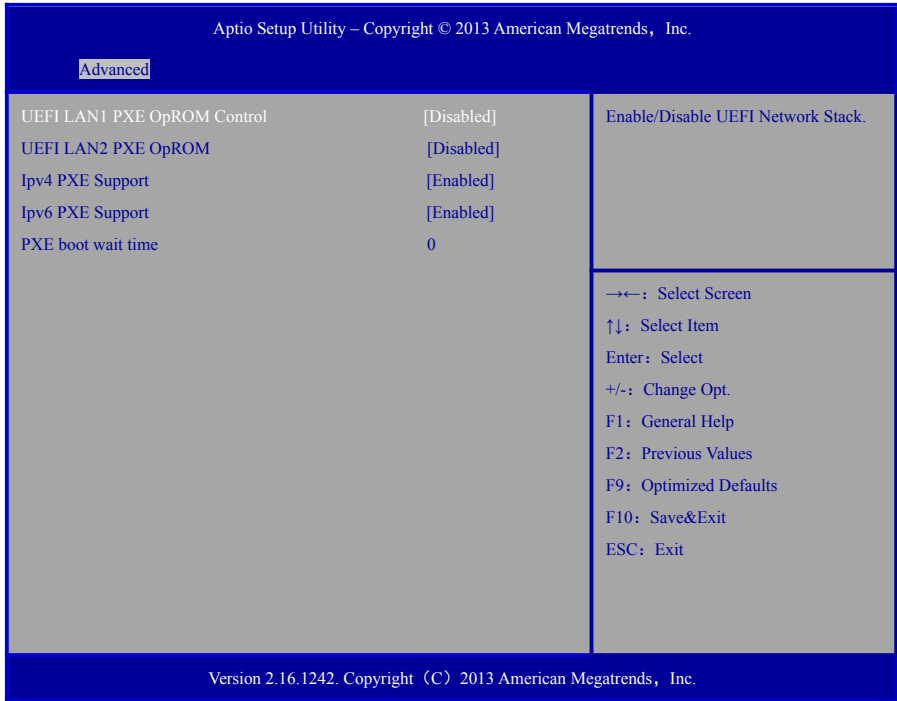 Aptio Setup Utility – Copyright © 2013 American Megatrends，Inc.
Advanced
UEFI LAN1 PXE OpROM Control [Disabled]
UEFI LAN2 PXE OpROM [Disabled]
Ipv4 PXE Support [Enabled]
Ipv6 PXE Support [Enabled]
PXE boot wait time 0
Enable/Disable UEFI Network Stack.
→←：Select Screen
↑↓：Select Item
Enter：Select
+/-：Change Opt.
F1：General Help
F2：Previous Values
F9：Optimized Defaults
F10：Save&Exit
ESC：Exit
Version 2.16.1242. Copyright（C）2013 American Megatrends，Inc.